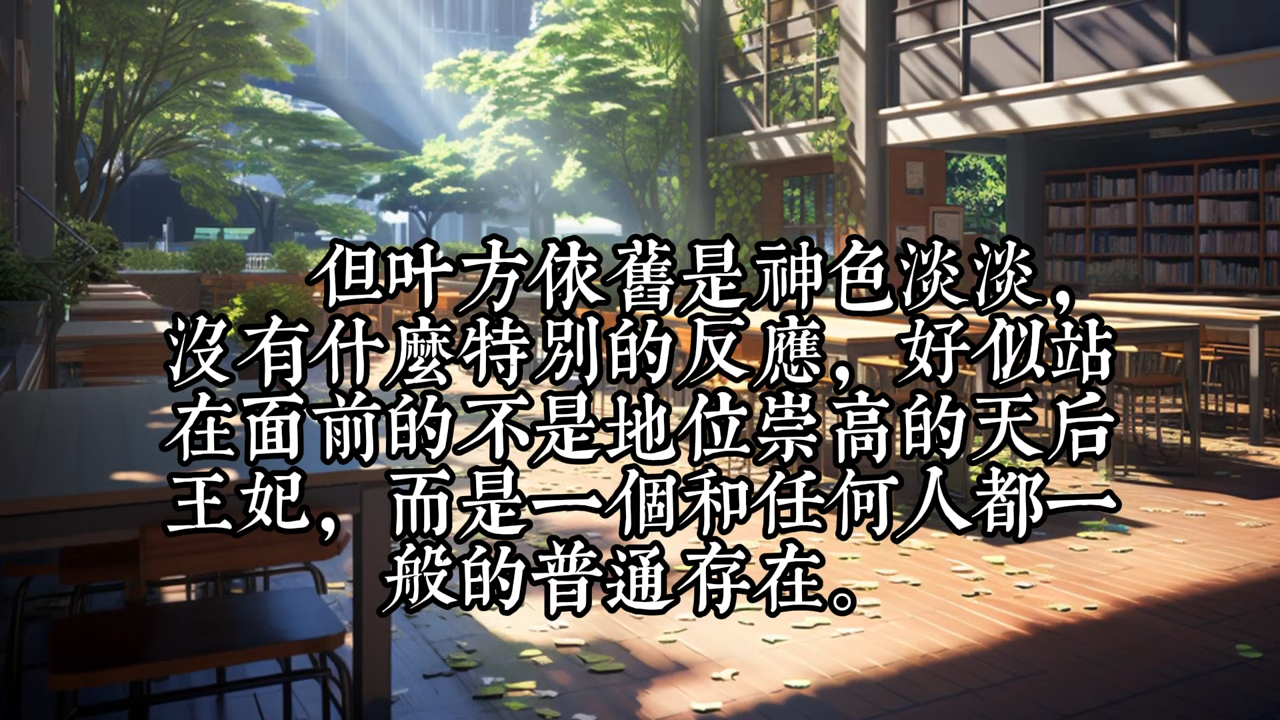 但叶方依舊是神色淡淡，
沒有什麼特別的反應，好似站
在面前的不是地位崇高的天后
王妃，而是一個和任何人都一
般的普通存在。